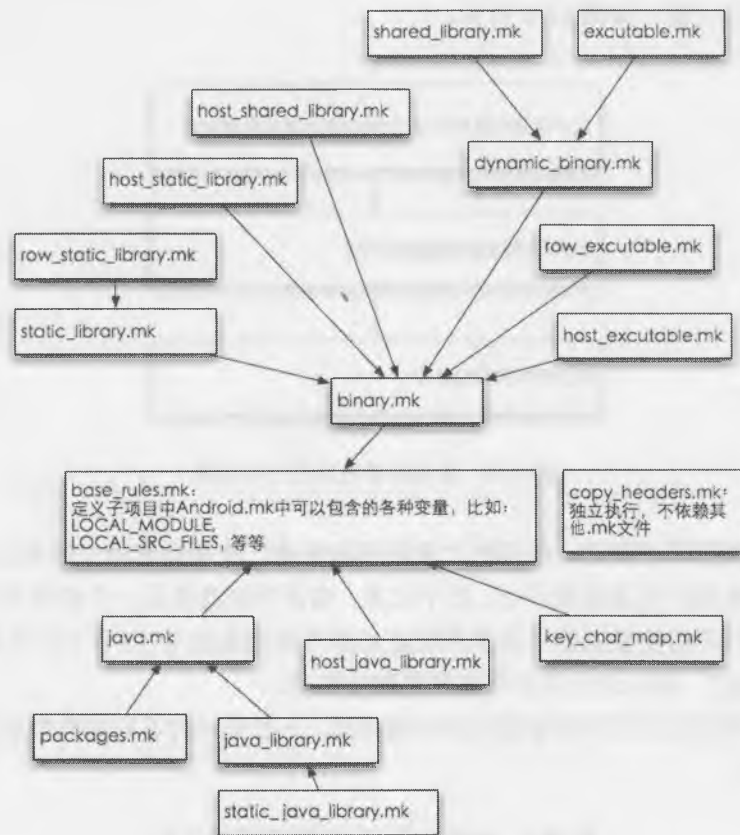 shared_library.mk
excutable.mk
host_shared_library.mk
dynamic_binary.mk
host_static_library.mk
row_static_library.mk
row_excutable.mk
static_library.mk
host_excutable.mk
binary.mk
base_rules.mk:
定义子项目中Android.mk中可以包含的各种变量，比如：
LOCAL_MODULE,
LOCAL_SRC_FILES, 等等
copy_headers.mk:
独立执行，不依赖其
他.mk文件
java.mk
host_java_library.mk
key_char_map.mk
packages.mk
java_library.mk
static_java_library.mk